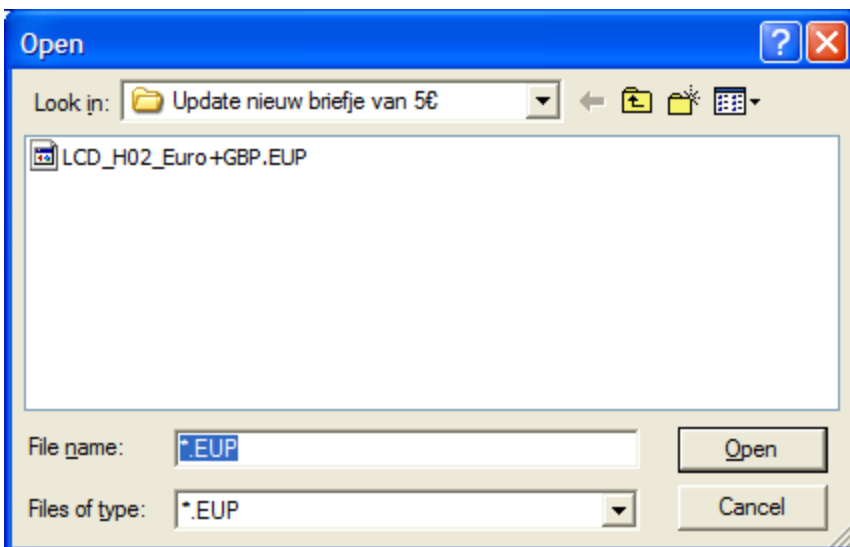 Open
Look in: Update nieuw briefje van 5€
LCD_H02_Euro+GBP.EUP
File name: *.EUP Open
Files of type: *.EUP Cancel